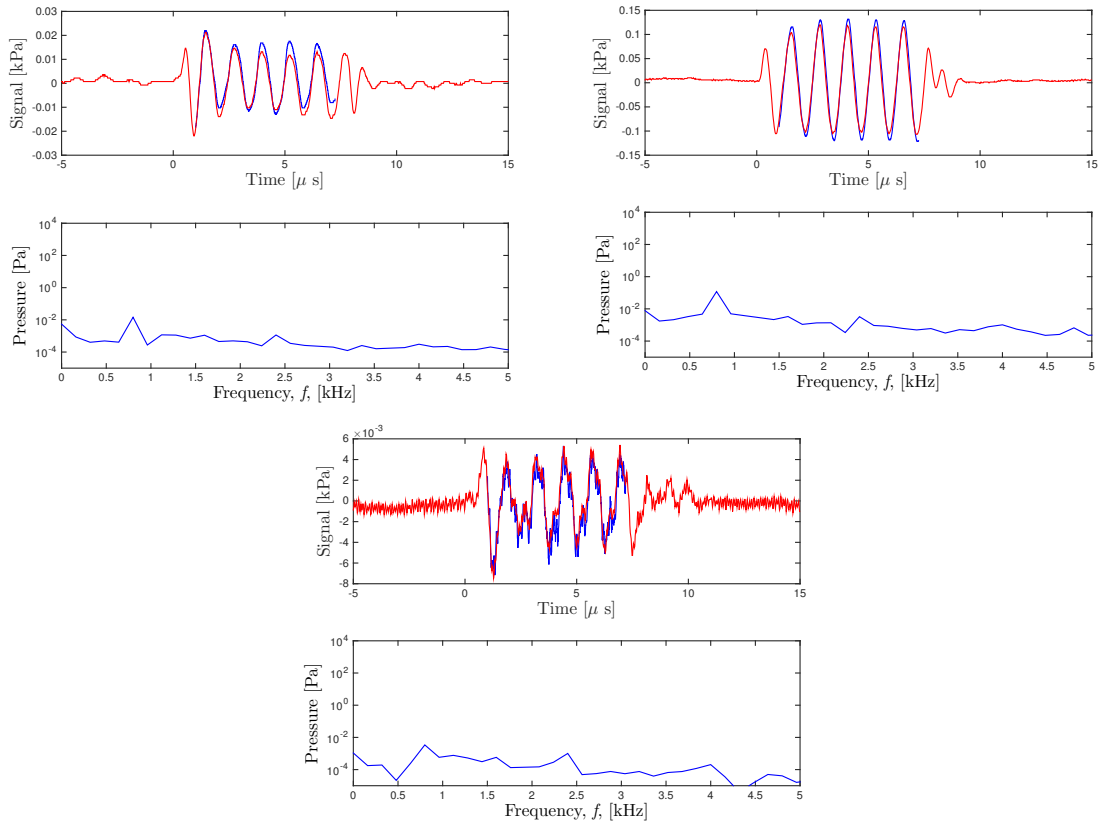 0.03
0.02
0.01
0
-0.01
-0.02
-0.03
Signal [kPa]
-5 0 5 10 15
Time [μ s]
0.15
0.1
0.05
0
-0.05
-0.1
-0.15
Signal [kPa]
-5 0 5 10 15
Time [μ s]
10^4
10^2
10^0
10^-2
10^-4
Pressure [Pa]
0 0.5 1 1.5 2 2.5 3 3.5 4 4.5 5
Frequency, f, [kHz]
10^4
10^2
10^0
10^-2
10^-4
Pressure [Pa]
0 0.5 1 1.5 2 2.5 3 3.5 4 4.5 5
Frequency, f, [kHz]
×10^-3
6
4
2
0
-2
-4
-6
-8
Signal [kPa]
-5 0 5 10 15
Time [μ s]
10^4
10^2
10^0
10^-2
10^-4
Pressure [Pa]
0 0.5 1 1.5 2 2.5 3 3.5 4 4.5 5
Frequency, f, [kHz]